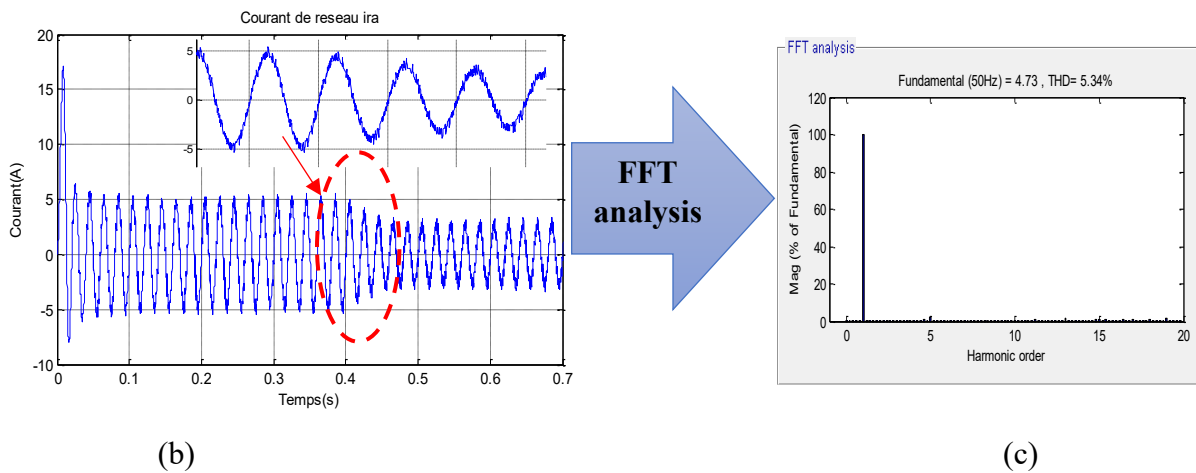 Courant de reseau ira
20
15
10
5
0
-5
-10
Courant(A)
5
0
-5
0
0.1
0.2
0.3
0.4
0.5
0.6
0.7
Temps(s)
(b)
FFT
analysis
FFT analysis
Fundamental (50Hz) = 4.73 , THD= 5.34%
120
100
80
60
40
20
0
Mag (% of Fundamental)
0
5
10
15
20
Harmonic order
(c)